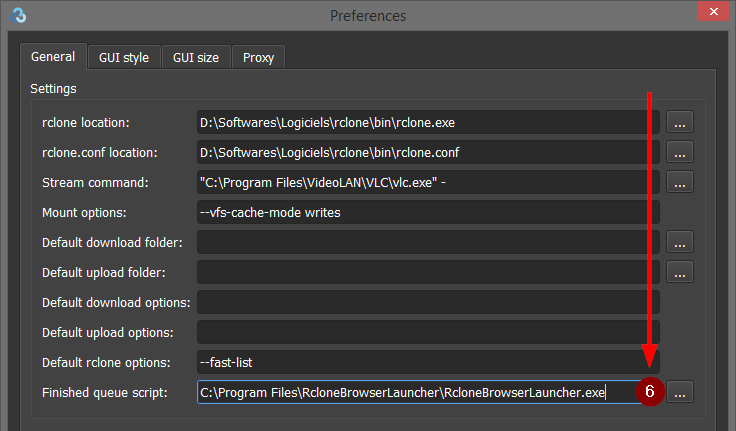 Preferences
General GUI style GUI size Proxy
Settings
rclone location: D:\Softwares\Logiciels\rclone\bin\rclone.exe ...
rclone.conf location: D:\Softwares\Logiciels\rclone\bin\rclone.conf ...
Stream command: "C:\Program Files\VideoLAN\VLC\vlc.exe" -
Mount options: --vfs-cache-mode writes
Default download folder: ...
Default upload folder: ...
Default download options:
Default upload options:
Default rclone options: --fast-list
Finished queue script: C:\Program Files\RcloneBrowserLauncher\RcloneBrowserLauncher.exe 6 ...